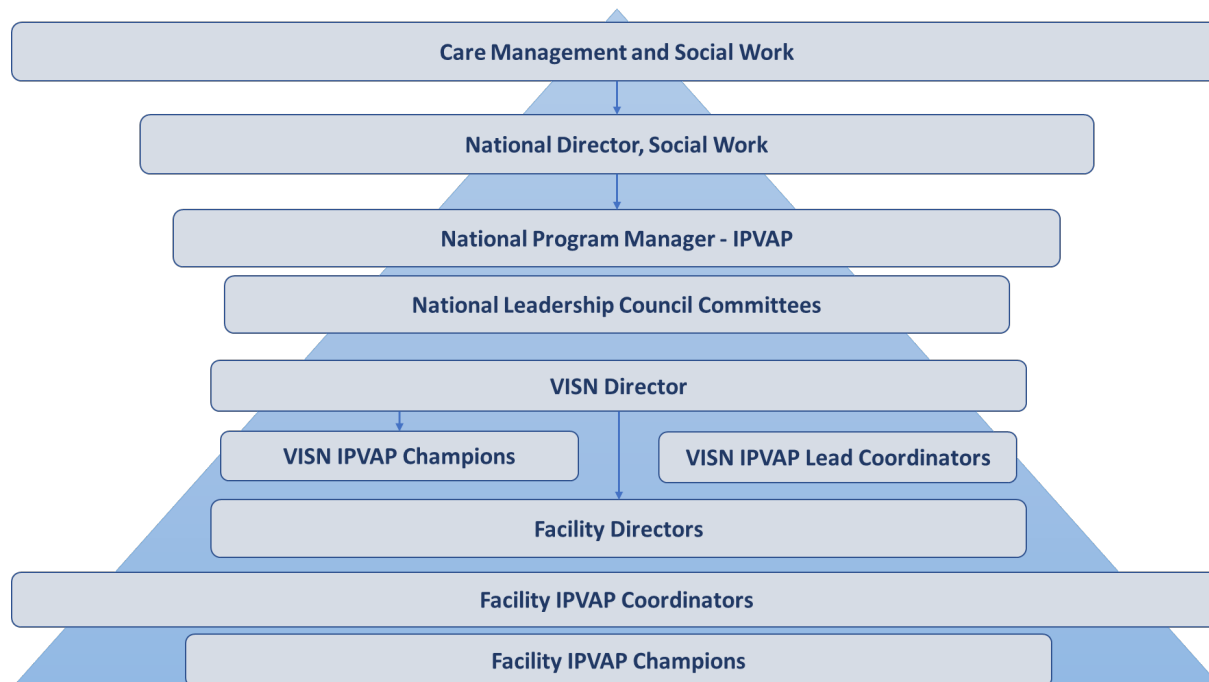 Care Management and Social Work
National Director, Social Work
National Program Manager - IPVAP
National Leadership Council Committees
VISN Director
VISN IPVAP Champions
VISN IPVAP Lead Coordinators
Facility Directors
Facility IPVAP Coordinators
Facility IPVAP Champions